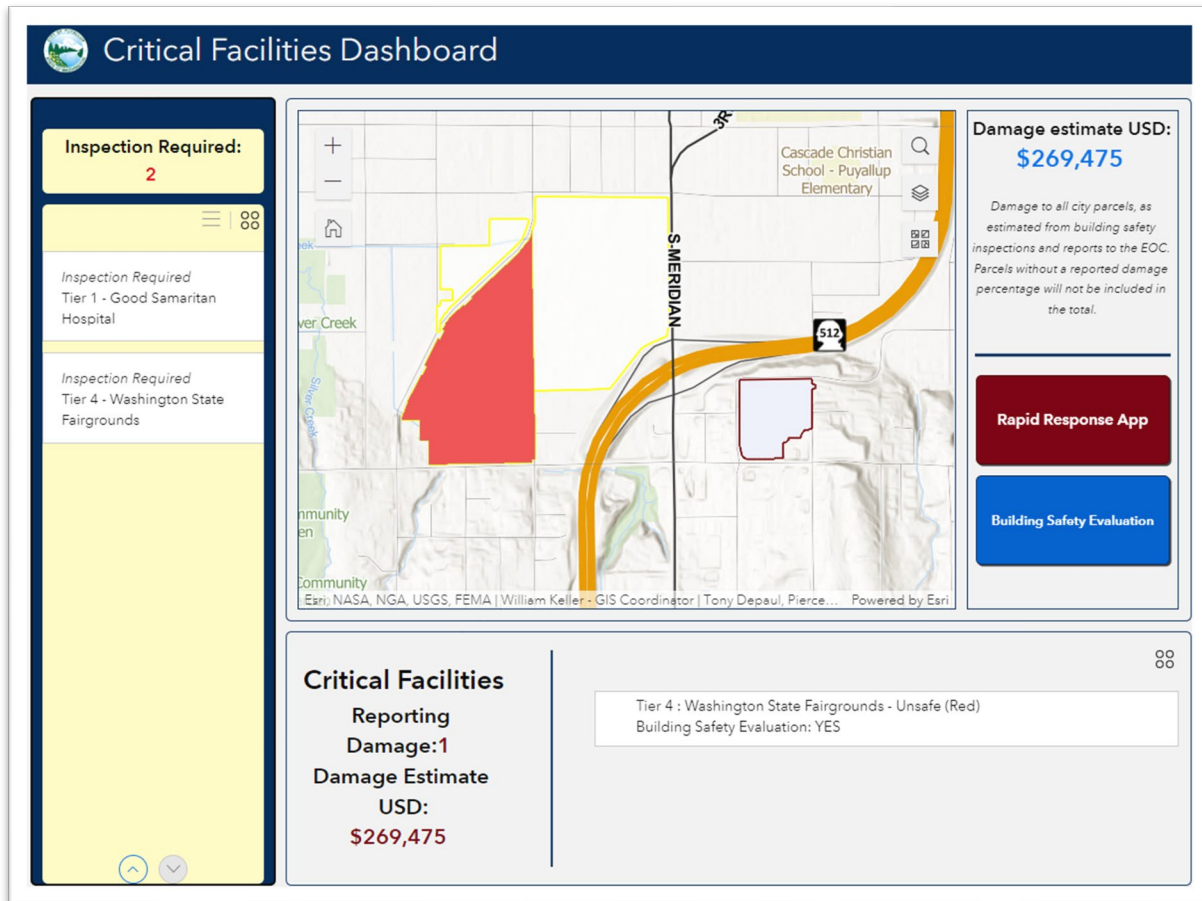 Critical Facilities Dashboard
Inspection Required:
2
Inspection Required
Tier 1 - Good Samaritan
Hospital
Inspection Required
Tier 4 - Washington State
Fairgrounds
3R
Cascade Christian
School - Puyallup
Elementary
S-MERIDIAN
512
ek
ver Creek
Silver Creek
mmunity
en
Community
Esri, NASA, NGA, USGS, FEMA | William Keller - GIS Coordinator | Tony Depaul, Pierce... Powered by Esri
Damage estimate USD:
$269,475
Damage to all city parcels, as
estimated from building safety
inspections and reports to the EOC.
Parcels without a reported damage
percentage will not be included in
the total.
Rapid Response App
Building Safety Evaluation
Critical Facilities
Reporting
Damage:1
Damage Estimate
USD:
$269,475
Tier 4 : Washington State Fairgrounds - Unsafe (Red)
Building Safety Evaluation: YES